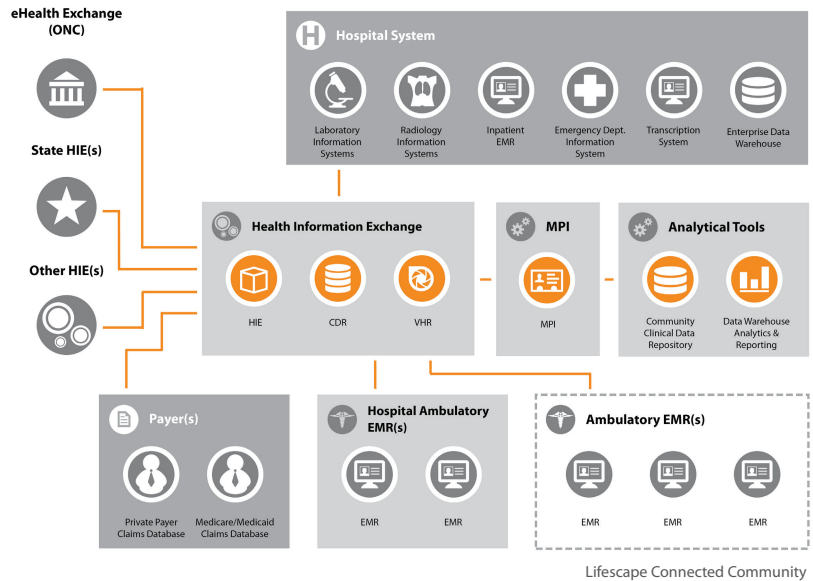 eHealth Exchange
(ONC)
State HIE(s)
Other HIE(s)
H
Hospital System
Laboratory
Information
Systems
Radiology
Information
Systems
Inpatient
EMR
Emergency Dept.
Information
System
Transcription
System
Enterprise Data
Warehouse
Health Information Exchange
HIE
CDR
VHR
MPI
MPI
Analytical Tools
Community
Clinical Data
Repository
Data Warehouse
Analytics &
Reporting
Payer(s)
Private Payer
Claims Database
Medicare/Medicaid
Claims Database
Hospital Ambulatory
EMR(s)
EMR
EMR
Ambulatory EMR(s)
EMR
EMR
EMR
Lifescape Connected Community